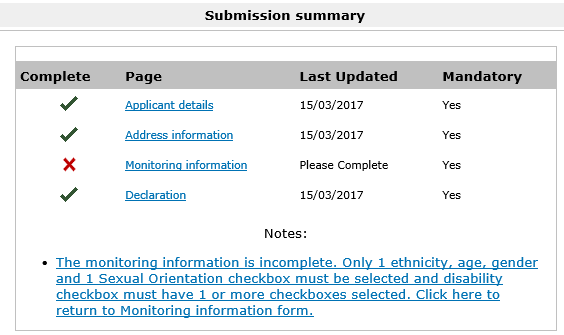 Submission summary
Complete Page Last Updated Mandatory
Applicant details 15/03/2017 Yes
Address information 15/03/2017 Yes
Monitoring information Please Complete Yes
Declaration 15/03/2017 Yes
Notes:
• The monitoring information is incomplete. Only 1 ethnicity, age, gender
and 1 Sexual Orientation checkbox must be selected and disability
checkbox must have 1 or more checkboxes selected. Click here to
return to Monitoring information form.